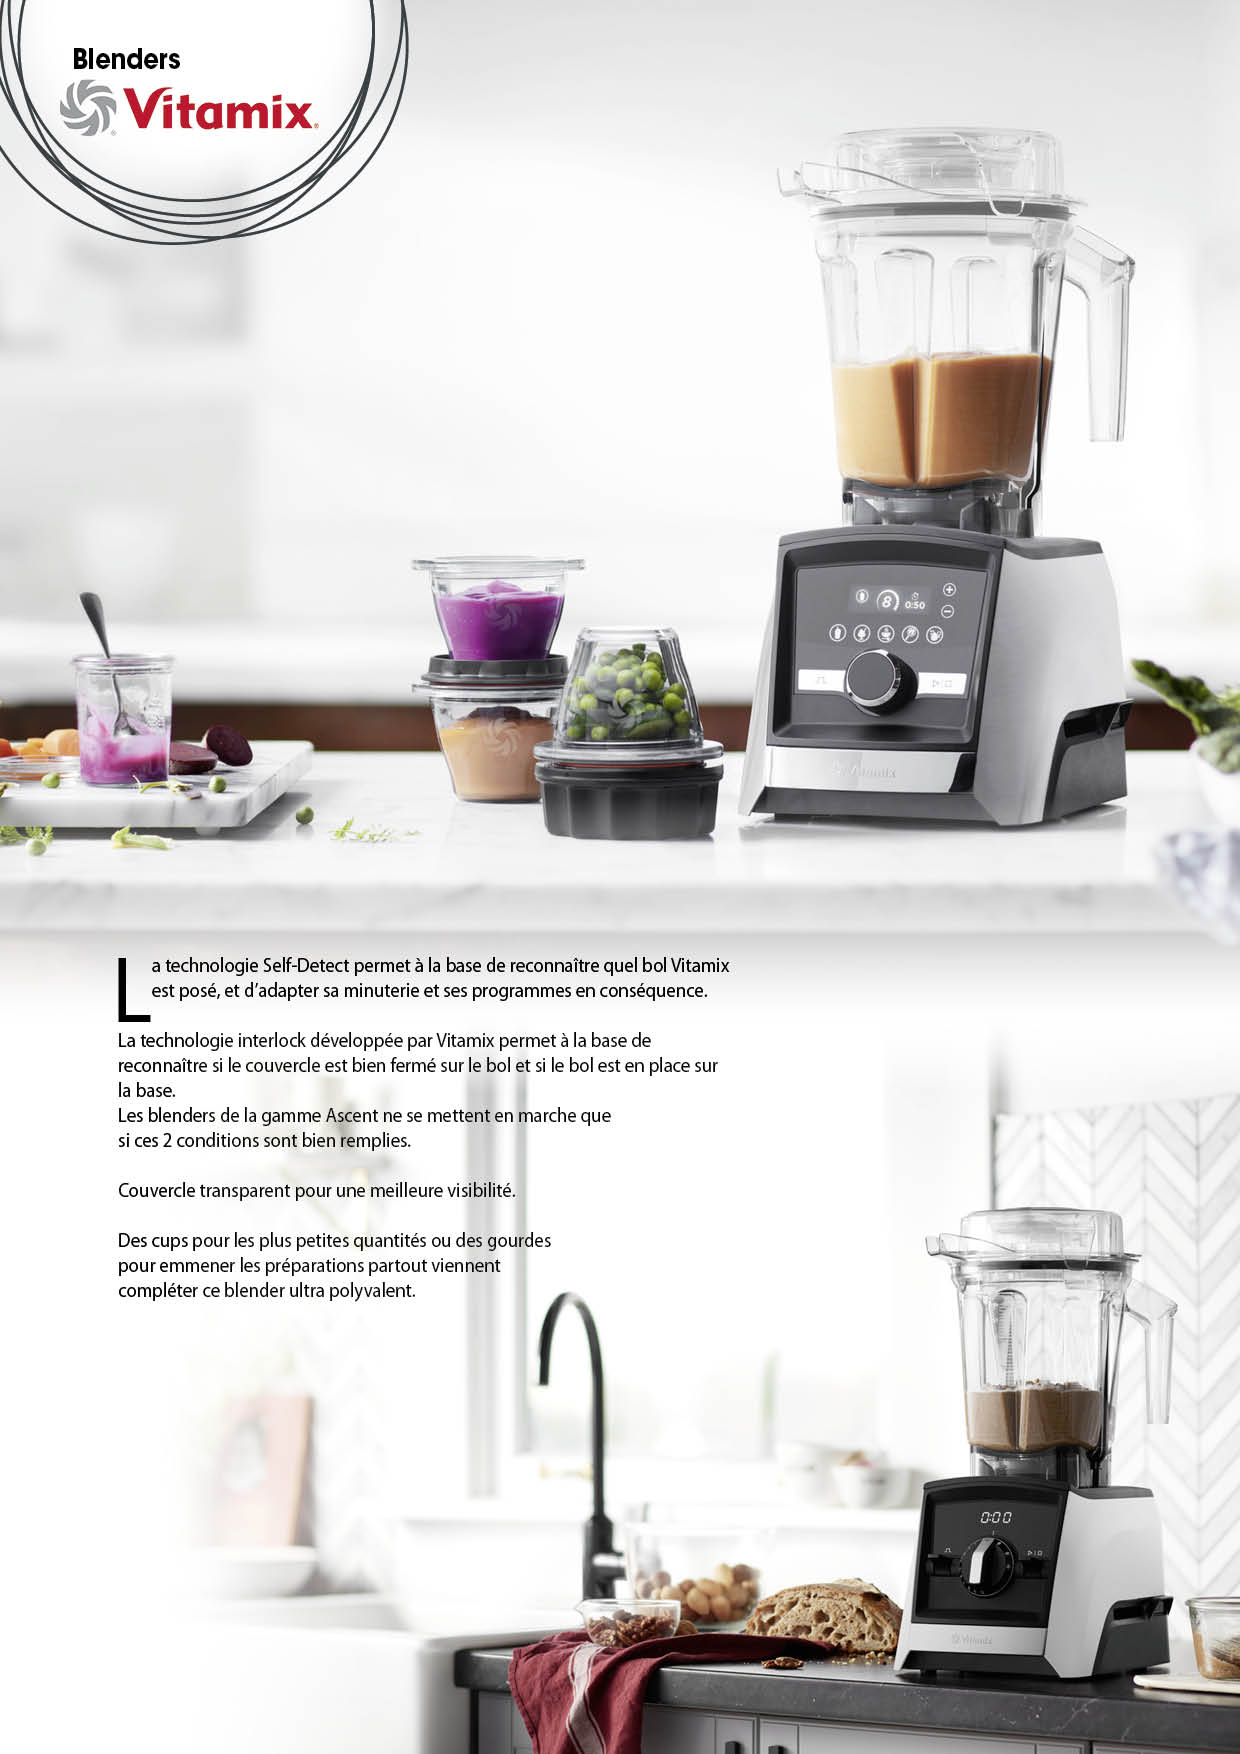 Blenders
Vitamix
8 0:50
Vitamix
La technologie Self-Detect permet à la base de reconnaître quel bol Vitamix
est posé, et d’adapter sa minuterie et ses programmes en conséquence.
La technologie interlock développée par Vitamix permet à la base de
reconnaître si le couvercle est bien fermé sur le bol et si le bol est en place sur
la base.
Les blenders de la gamme Ascent ne se mettent en marche que
si ces 2 conditions sont bien remplies.
Couvercle transparent pour une meilleure visibilité.
Des cups pour les plus petites quantités ou des gourdes
pour emmener les préparations partout viennent
compléter ce blender ultra polyvalent.
0:00
Vitamix